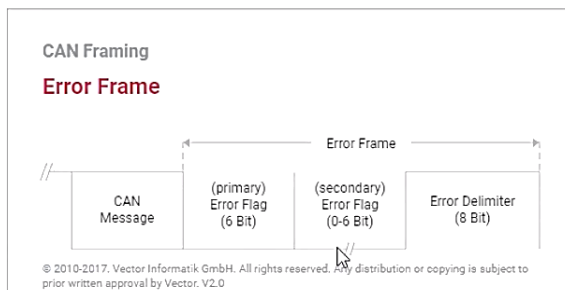 CAN Framing
Error Frame
Error Frame
CAN
Message
(primary)
Error Flag
(6 Bit)
(secondary)
Error Flag
(0-6 Bit)
Error Delimiter
(8 Bit)
© 2010-2017. Vector Informatik GmbH. All rights reserved. Any distribution or copying is subject to
prior written approval by Vector. V2.0